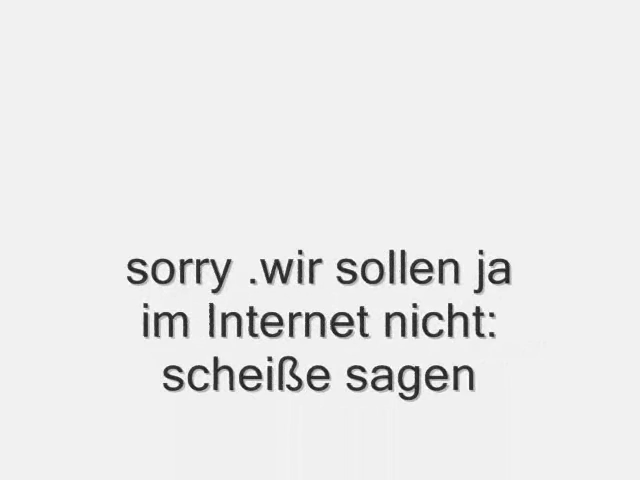 sorry .wir sollen ja
im Internet nicht:
scheiße sagen